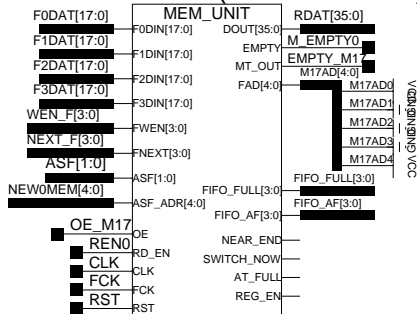 MEM_UNIT
F0DAT[17:0]
F0DIN[17:0]
F1DAT[17:0]
F1DIN[17:0]
F2DAT[17:0]
F2DIN[17:0]
F3DAT[17:0]
F3DIN[17:0]
WEN_F[3:0]
FWEN[3:0]
NEXT_F[3:0]
FNEXT[3:0]
ASF[1:0]
ASF[1:0]
NEW0MEM[4:0]
ASF_ADR[4:0]
OE_M17
OE
REN0
RD_EN
CLK
CLK
FCK
FCK
RST
RST
RDAT[35:0]
DOUT[35:0]
M_EMPTY0
EMPTY
EMPTY_M17
MT_OUT
M17AD[4:0]
FAD[4:0]
M17AD0
M17AD1
M17AD2
M17AD3
M17AD4
VCC
FIFO_FULL[3:0]
FIFO_FULL[3:0]
FIFO_AF[3:0]
FIFO_AF[3:0]
NEAR_END
SWITCH_NOW
AT_FULL
REG_EN